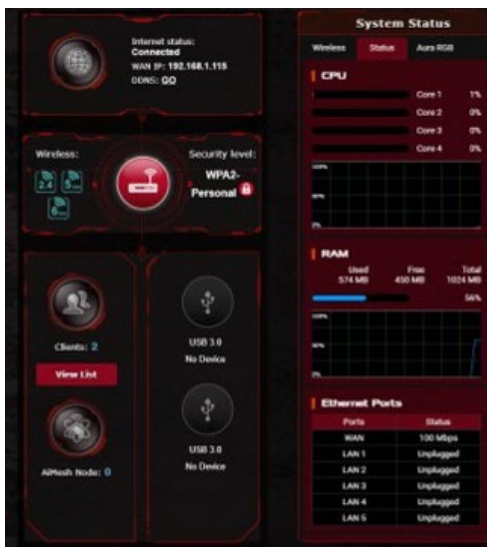 Internet status:
Connected
WAN IP: 192.168.1.115
DDNS: GO
Wireless:
2.4
5
6
Security level:
WPA2-
Personal
Clients: 2
View List
AiMesh Node: 0
USB 3.0
No Device
USB 3.0
No Device
System Status
Wireless Status Aura RGB
CPU
Core 1 1%
Core 2 0%
Core 3 0%
Core 4 0%
100%
0%
RAM
Used Free Total
574 MB 450 MB 1024 MB
56%
100%
50%
0%
Ethernet Ports
Ports Status
WAN 100 Mbps
LAN 1 Unplugged
LAN 2 Unplugged
LAN 3 Unplugged
LAN 4 Unplugged
LAN 5 Unplugged